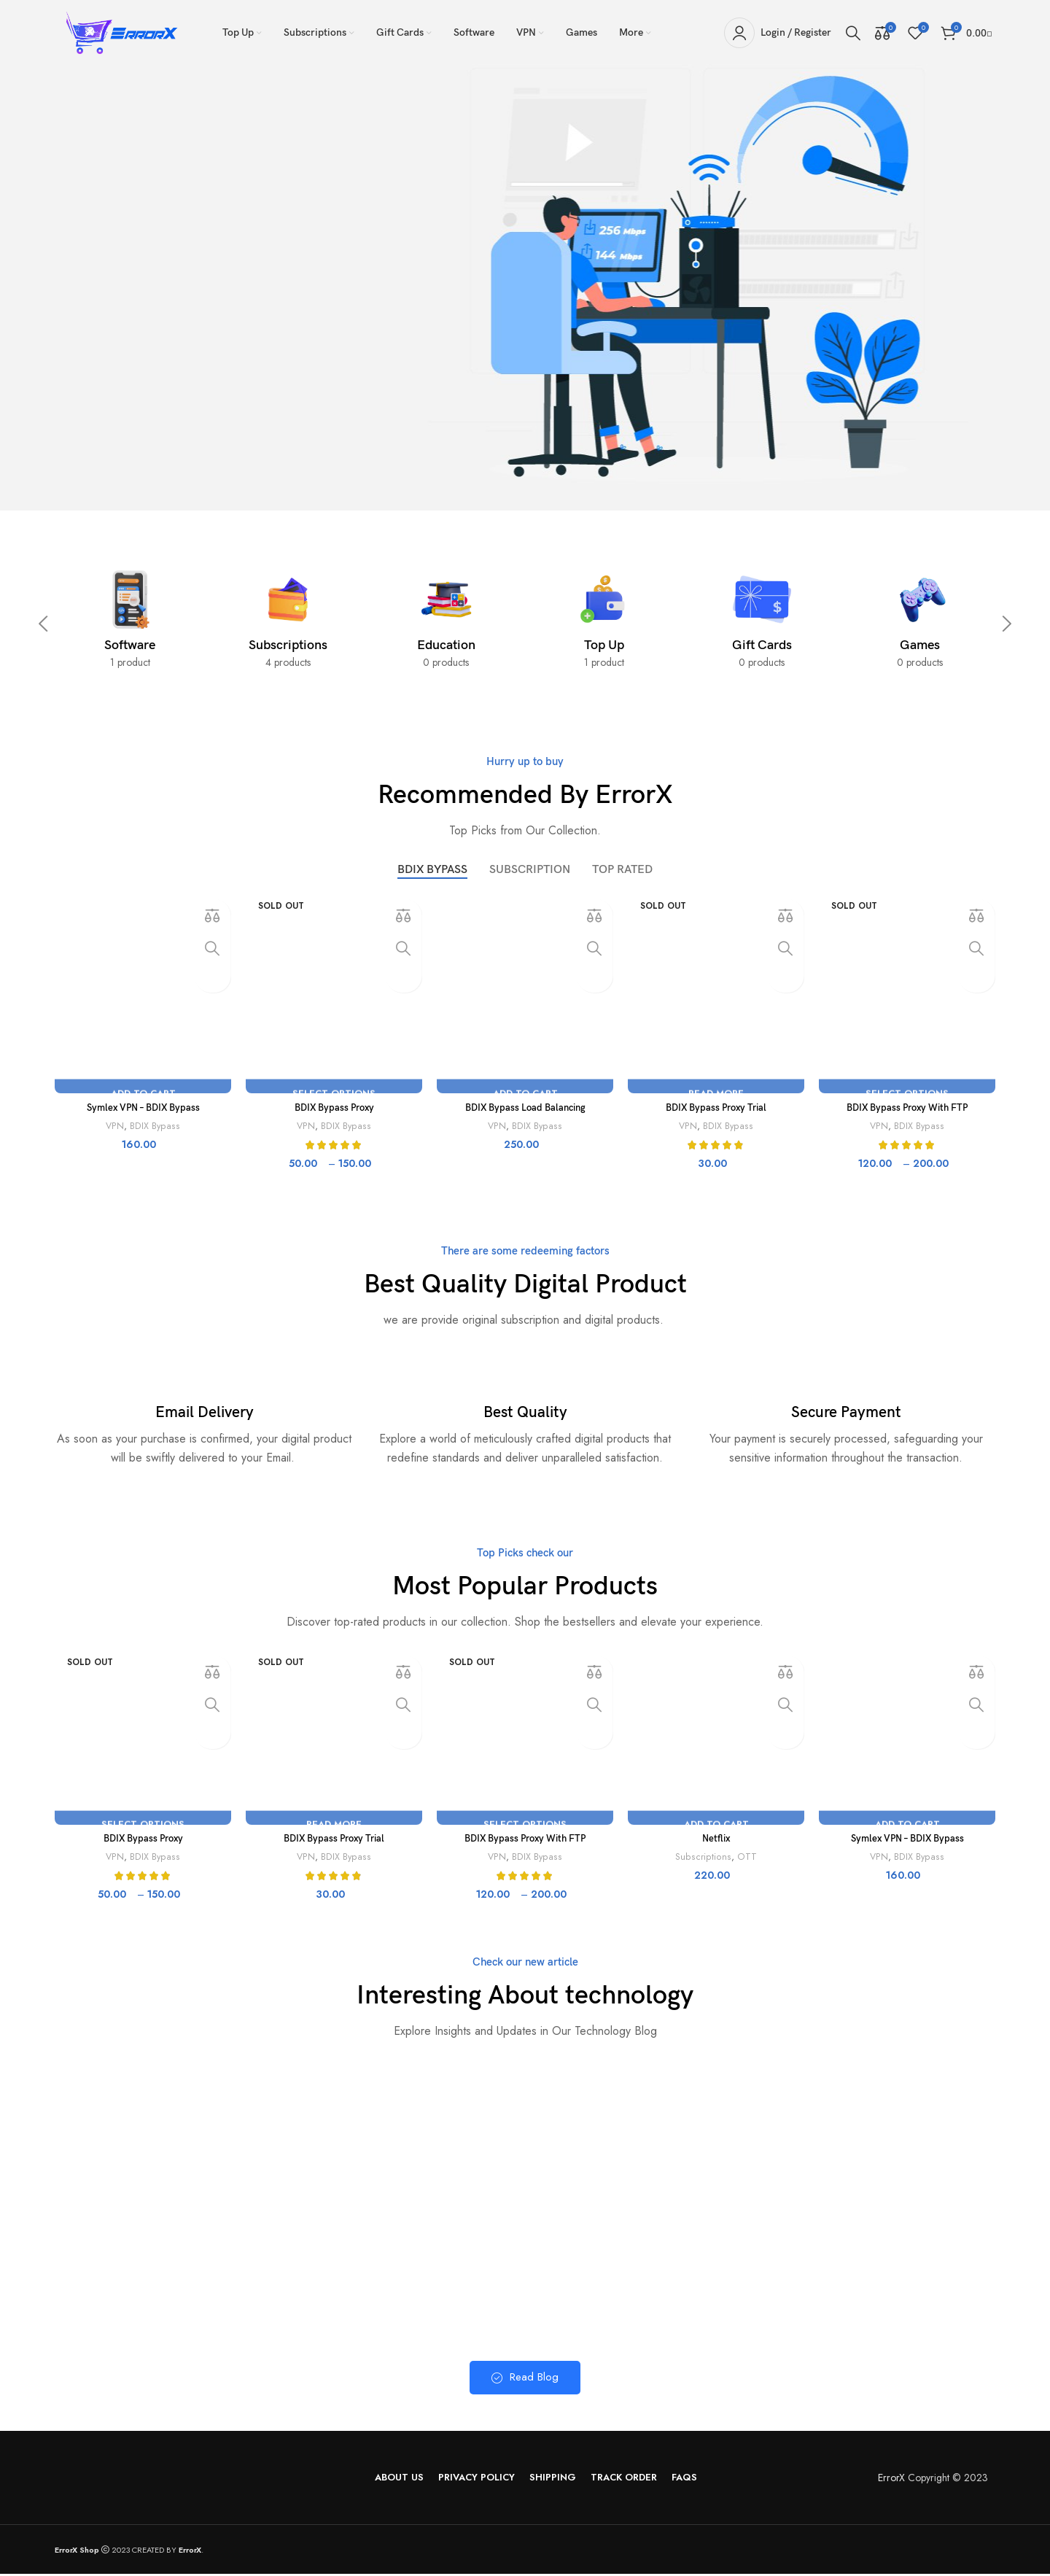 ERRORX
Top Up
Subscriptions
Gift Cards
Software
VPN
Games
More
Login / Register
0
0
0
0.00
256 Mbps
144 Mbps
Software
1 product
Subscriptions
4 products
Education
0 products
Top Up
1 product
Gift Cards
0 products
Games
0 products
Hurry up to buy
Recommended By ErrorX
Top Picks from Our Collection.
BDIX BYPASS
SUBSCRIPTION
TOP RATED
SOLD OUT
SOLD OUT
SOLD OUT
ADD TO CART
SELECT OPTIONS
ADD TO CART
READ MORE
SELECT OPTIONS
Symlex VPN – BDIX Bypass
VPN, BDIX Bypass
160.00
BDIX Bypass Proxy
VPN, BDIX Bypass
50.00 – 150.00
BDIX Bypass Load Balancing
VPN, BDIX Bypass
250.00
BDIX Bypass Proxy Trial
VPN, BDIX Bypass
30.00
BDIX Bypass Proxy With FTP
VPN, BDIX Bypass
120.00 – 200.00
There are some redeeming factors
Best Quality Digital Product
we are provide original subscription and digital products.
Email Delivery
As soon as your purchase is confirmed, your digital product
will be swiftly delivered to your Email.
Best Quality
Explore a world of meticulously crafted digital products that
redefine standards and deliver unparalleled satisfaction.
Secure Payment
Your payment is securely processed, safeguarding your
sensitive information throughout the transaction.
Top Picks check our
Most Popular Products
Discover top-rated products in our collection. Shop the bestsellers and elevate your experience.
SOLD OUT
SOLD OUT
SOLD OUT
SELECT OPTIONS
READ MORE
SELECT OPTIONS
ADD TO CART
ADD TO CART
BDIX Bypass Proxy
VPN, BDIX Bypass
50.00 – 150.00
BDIX Bypass Proxy Trial
VPN, BDIX Bypass
30.00
BDIX Bypass Proxy With FTP
VPN, BDIX Bypass
120.00 – 200.00
Netflix
Subscriptions, OTT
220.00
Symlex VPN – BDIX Bypass
VPN, BDIX Bypass
160.00
Check our new article
Interesting About technology
Explore Insights and Updates in Our Technology Blog
Read Blog
ABOUT US
PRIVACY POLICY
SHIPPING
TRACK ORDER
FAQS
ErrorX Copyright © 2023
ErrorX Shop © 2023 CREATED BY ErrorX.